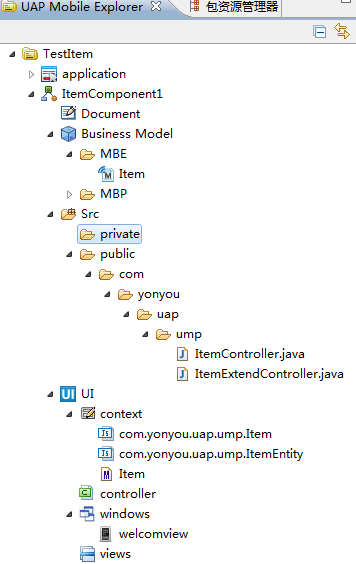 UAP Mobile Explorer 包资源管理器
TestItem
application
ItemComponent1
Document
Business Model
MBE
Item
MBP
Src
private
public
com
yonyou
uap
ump
ItemController.java
ItemExtendController.java
UI
context
com.yonyou.uap.ump.Item
com.yonyou.uap.ump.ItemEntity
Item
controller
windows
welcomview
views